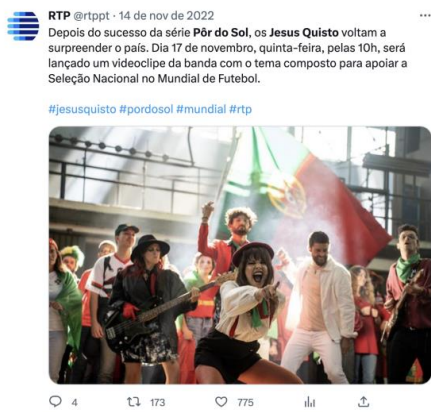 RTP @rtppt · 14 de nov de 2022
Depois do sucesso da série Pôr do Sol, os Jesus Quisto voltam a
surpreender o país. Dia 17 de novembro, quinta-feira, pelas 10h, será
lançado um videoclipe da banda com o tema composto para apoiar a
Seleção Nacional no Mundial de Futebol.
#jesusquisto #pordosol #mundial #rtp
4 173 775